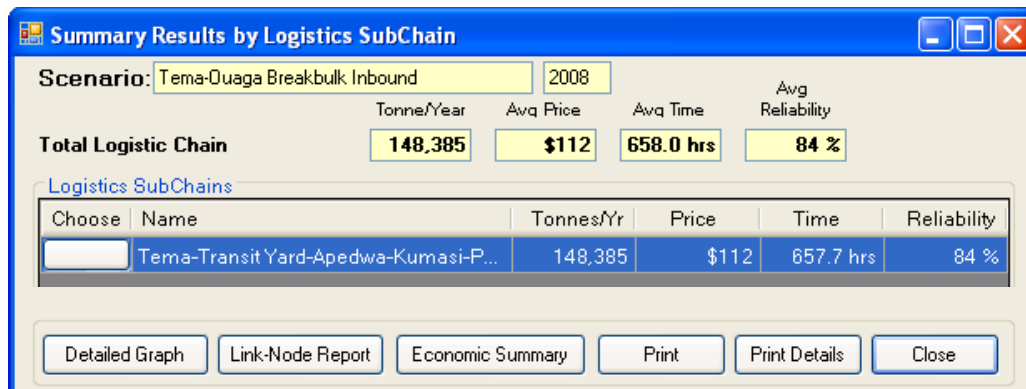 Summary Results by Logistics SubChain
Scenario: Tema-Ouaga Breakbulk Inbound 2008
Tonne/Year Avg Price Avg Time Avg Reliability
Total Logistic Chain 148,385 $112 658.0 hrs 84 %
Logistics SubChains
Choose Name Tonnes/Yr Price Time Reliability
Tema-Transit Yard-Apedwa-Kumasi-P... 148,385 $112 657.7 hrs 84 %
Detailed Graph Link-Node Report Economic Summary Print Print Details Close